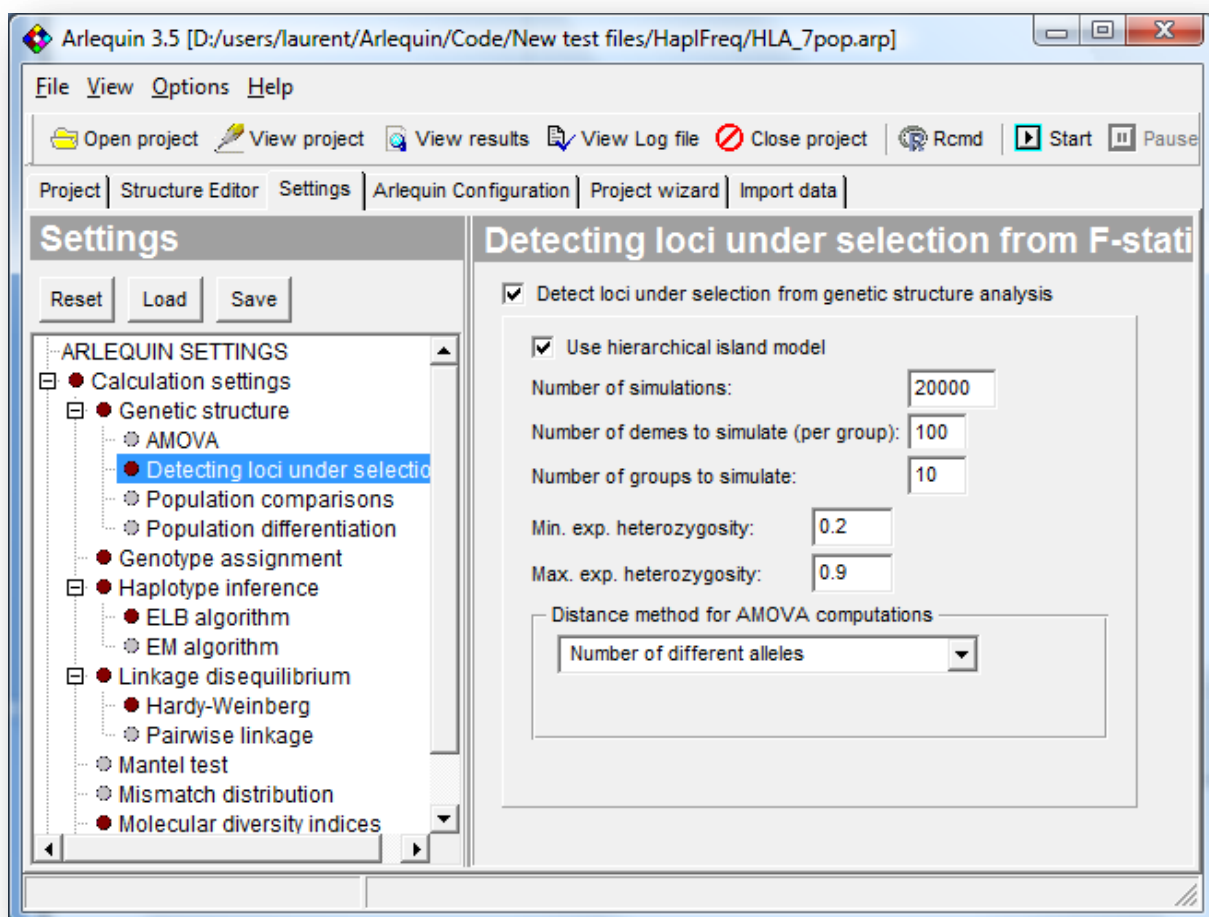 Arlequin 3.5 [D:/users/laurent/Arlequin/Code/New test files/HaplFreq/HLA_7pop.arp]
File View Options Help
Open project View project View results View Log file Close project Rcmd Start Pause
Project Structure Editor Settings Arlequin Configuration Project wizard Import data
Settings
Reset Load Save
ARLEQUIN SETTINGS
Calculation settings
Genetic structure
AMOVA
Detecting loci under selectio
Population comparisons
Population differentiation
Genotype assignment
Haplotype inference
ELB algorithm
EM algorithm
Linkage disequilibrium
Hardy-Weinberg
Pairwise linkage
Mantel test
Mismatch distribution
Molecular diversity indices
Detecting loci under selection from F-stati
Detect loci under selection from genetic structure analysis
Use hierarchical island model
Number of simulations: 20000
Number of demes to simulate (per group): 100
Number of groups to simulate: 10
Min. exp. heterozygosity: 0.2
Max. exp. heterozygosity: 0.9
Distance method for AMOVA computations
Number of different alleles